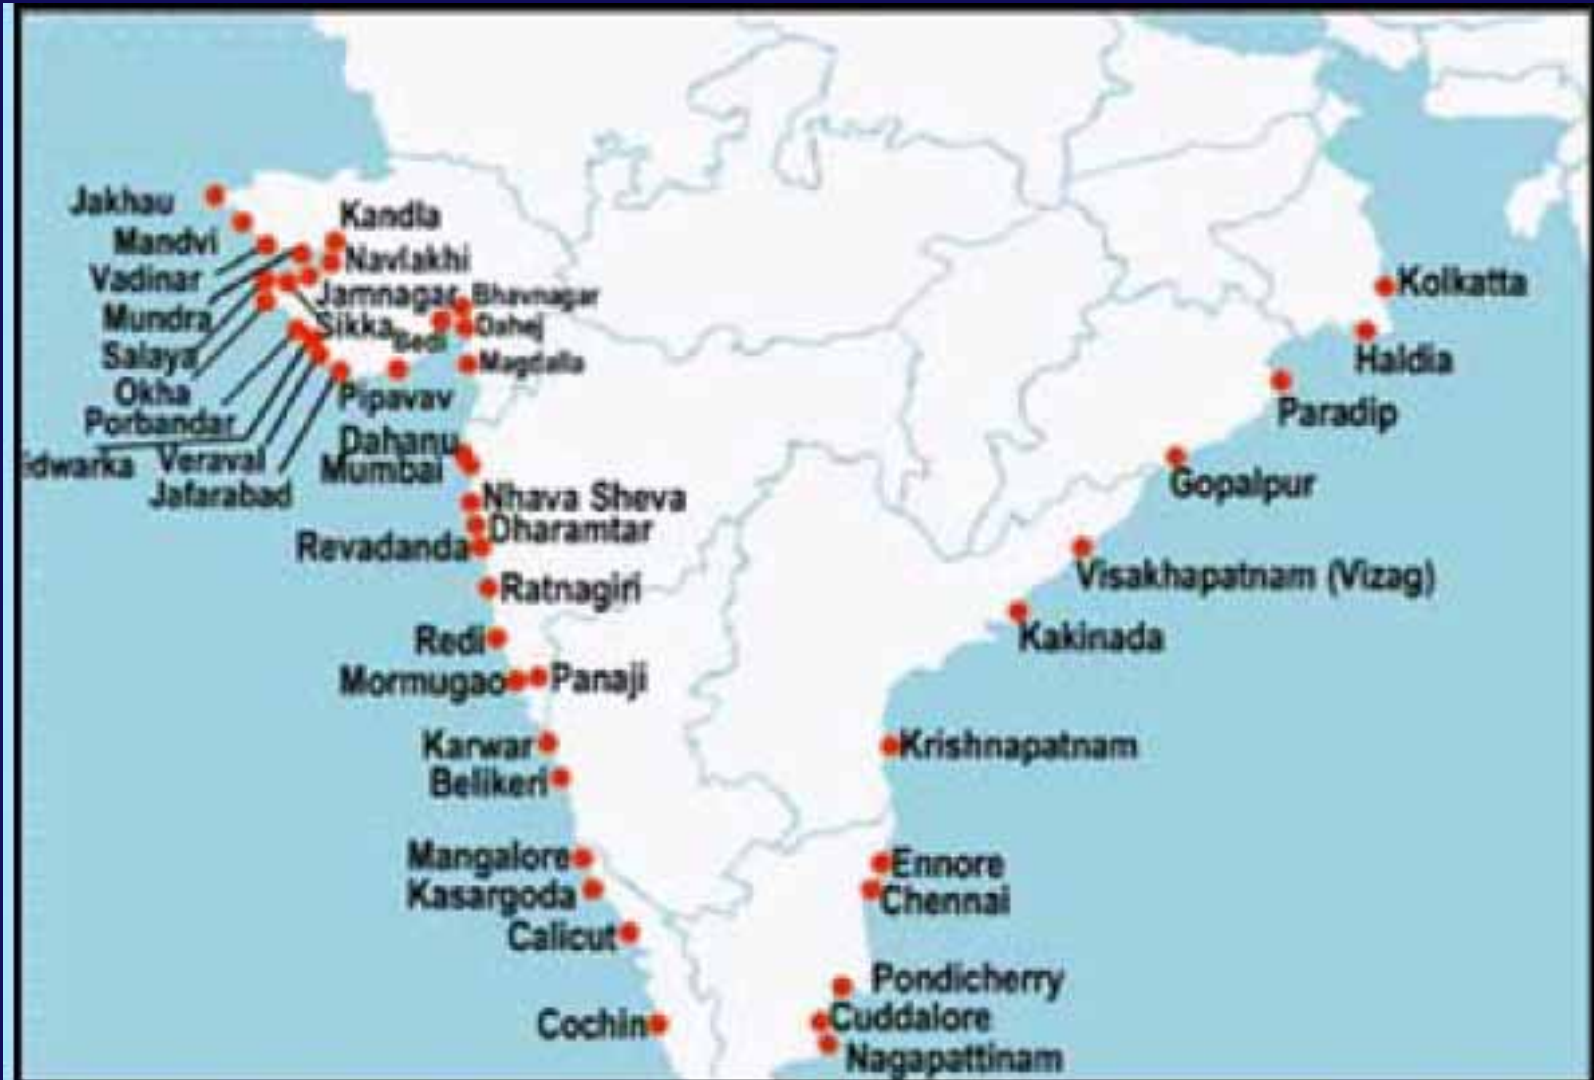 Jakhau
Kandla
Mandvi
Navlakhi
Vadinar
Jamnagar
Bhavnagar
Mundra
Sikka
Bedi
Dahej
Salaya
Magdalla
Okha
Pipavav
Porbandar
Dahanu
dwarka
Veraval
Mumbai
Jafarabad
Nhava Sheva
Dharamtar
Revadanda
Ratnagiri
Redi
Mormugao
Panaji
Karwar
Belikeri
Mangalore
Kasargoda
Calicut
Cochin
Kolkatta
Haldia
Paradip
Gopalpur
Visakhapatnam (Vizag)
Kakinada
Krishnapatnam
Ennore
Chennai
Pondicherry
Cuddalore
Nagapattinam